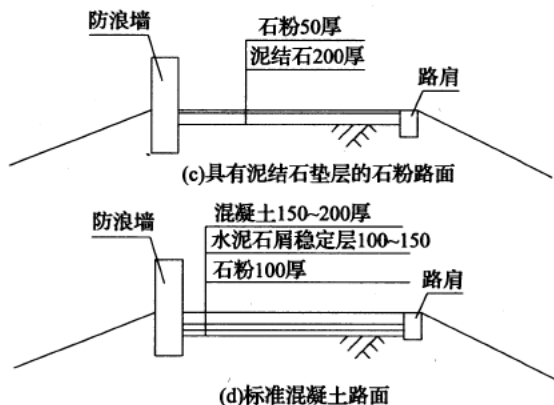 防浪墙
石粉50厚
泥结石200厚
路肩
(c)具有泥结石垫层的石粉路面
防浪墙
混凝土150~200厚
水泥石屑稳定层100~150
石粉100厚
路肩
(d)标准混凝土路面